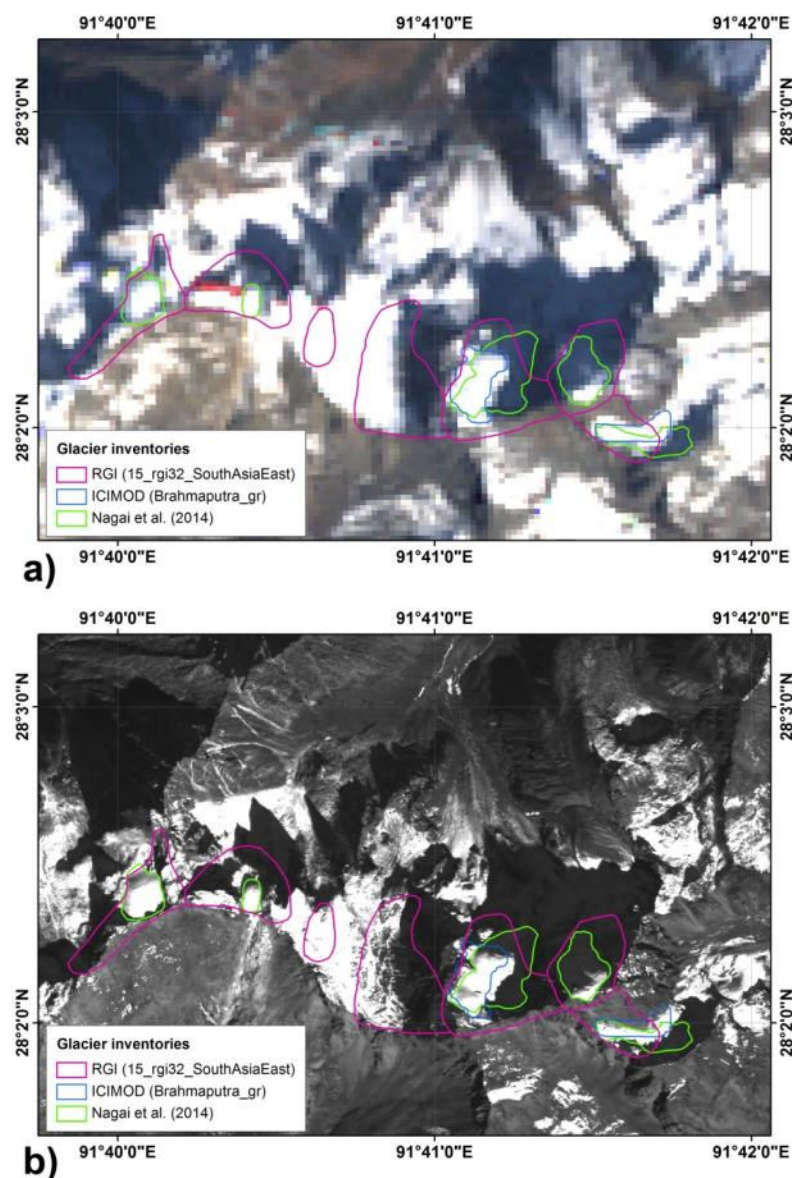 91°40'0"E 91°41'0"E 91°42'0"E
28°3'0"N 28°3'0"N
28°2'0"N 28°2'0"N
Glacier inventories
RGI (15_rgi32_SouthAsiaEast)
ICIMOD (Brahmaputra_gr)
Nagai et al. (2014)
91°40'0"E 91°41'0"E 91°42'0"E
a)
91°40'0"E 91°41'0"E 91°42'0"E
28°3'0"N 28°3'0"N
28°2'0"N 28°2'0"N
Glacier inventories
RGI (15_rgi32_SouthAsiaEast)
ICIMOD (Brahmaputra_gr)
Nagai et al. (2014)
91°40'0"E 91°41'0"E 91°42'0"E
b)